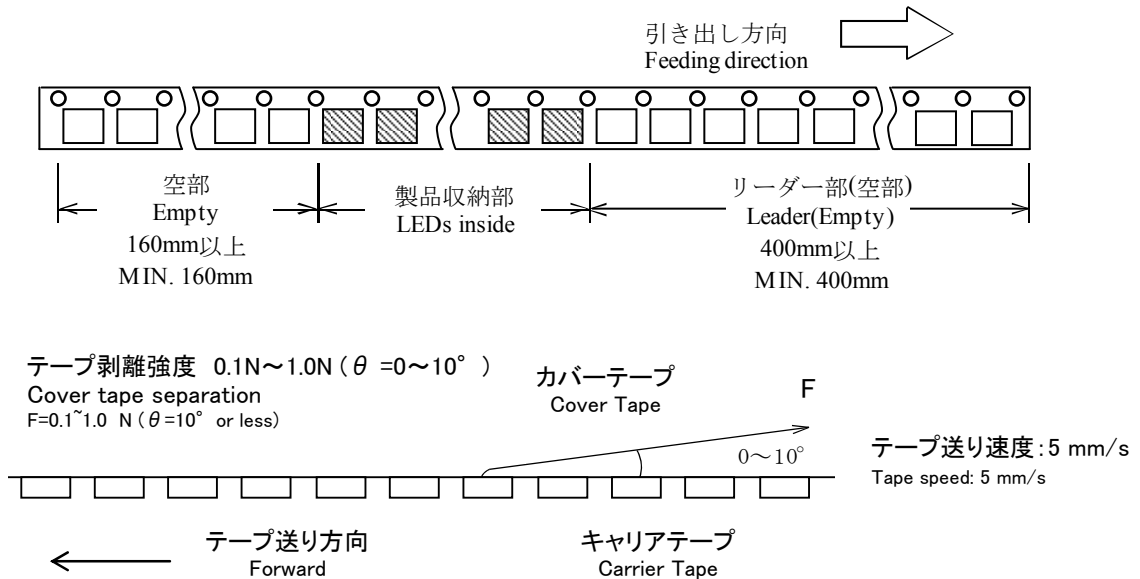 引き出し方向
Feeding direction
空部
Empty
160mm以上
MIN. 160mm
製品収納部
LEDs inside
リーダー部(空部)
Leader(Empty)
400mm以上
MIN. 400mm
テープ剥離強度 0.1N~1.0N ( θ =0~10° )
Cover tape separation
F=0.1~1.0 N ( θ=10° or less)
カバーテープ
Cover Tape
F
0~10°
テープ送り速度:5 mm/s
Tape speed: 5 mm/s
テープ送り方向
Forward
キャリアテープ
Carrier Tape